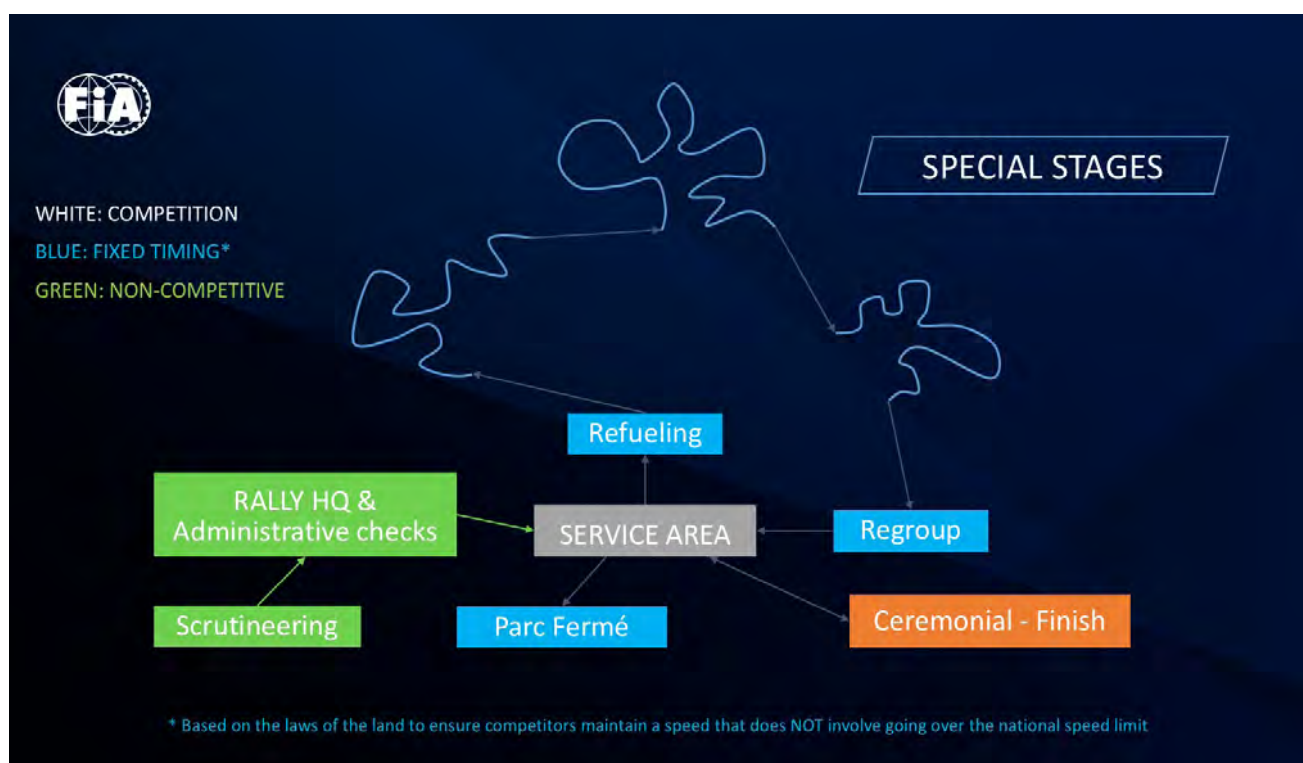 FiA
SPECIAL STAGES
WHITE: COMPETITION
BLUE: FIXED TIMING*
GREEN: NON-COMPETITIVE
Refueling
RALLY HQ &
Administrative checks
SERVICE AREA
Regroup
Scrutineering
Parc Fermé
Ceremonial - Finish
* Based on the laws of the land to ensure competitors maintain a speed that does NOT involve going over the national speed limit